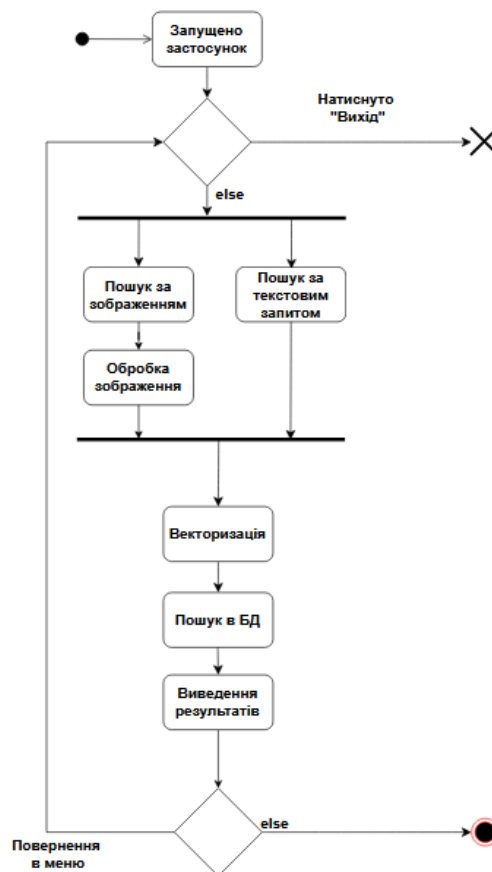 Запущено
застосунок
Натиснуто
"Вихід"
else
Пошук за
зображенням
Пошук за
текстовим
запитом
Обробка
зображення
Векторизація
Пошук в БД
Виведення
результатів
else
Повернення
в меню